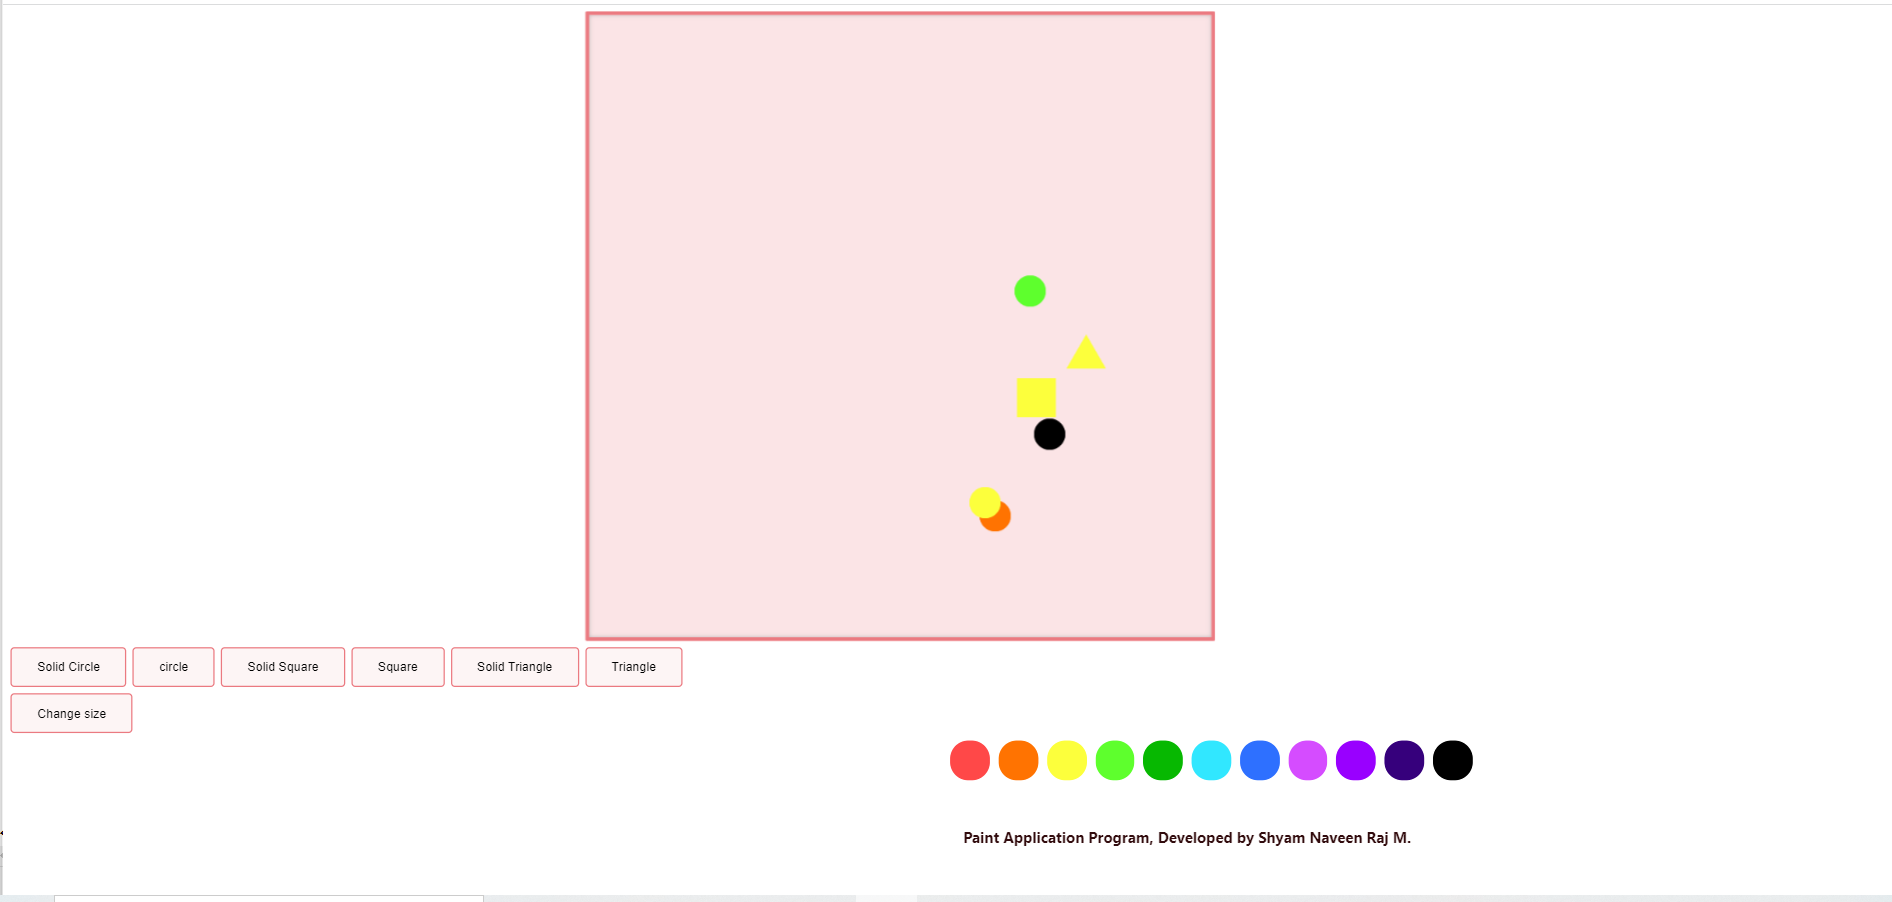 Solid Circle circle Solid Square Square Solid Triangle Triangle
Change size
Paint Application Program, Developed by Shyam Naveen Raj M.